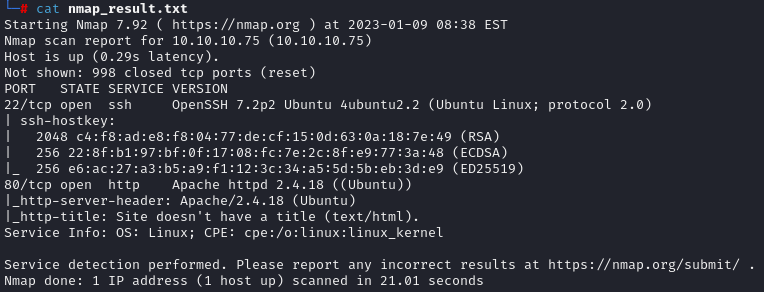 └─# cat nmap_result.txt
Starting Nmap 7.92 ( https://nmap.org ) at 2023-01-09 08:38 EST
Nmap scan report for 10.10.10.75 (10.10.10.75)
Host is up (0.29s latency).
Not shown: 998 closed tcp ports (reset)
PORT   STATE SERVICE VERSION
22/tcp open  ssh     OpenSSH 7.2p2 Ubuntu 4ubuntu2.2 (Ubuntu Linux; protocol 2.0)
| ssh-hostkey:
|   2048 c4:f8:ad:e8:f8:04:77:de:cf:15:0d:63:0a:18:7e:49 (RSA)
|   256 22:8f:b1:97:bf:0f:17:08:fc:7e:2c:8f:e9:77:3a:48 (ECDSA)
|_  256 e6:ac:27:a3:b5:a9:f1:12:3c:34:a5:5d:5b:eb:3d:e9 (ED25519)
80/tcp open  http    Apache httpd 2.4.18 ((Ubuntu))
|_http-server-header: Apache/2.4.18 (Ubuntu)
|_http-title: Site doesn't have a title (text/html).
Service Info: OS: Linux; CPE: cpe:/o:linux:linux_kernel
Service detection performed. Please report any incorrect results at https://nmap.org/submit/ .
Nmap done: 1 IP address (1 host up) scanned in 21.01 seconds